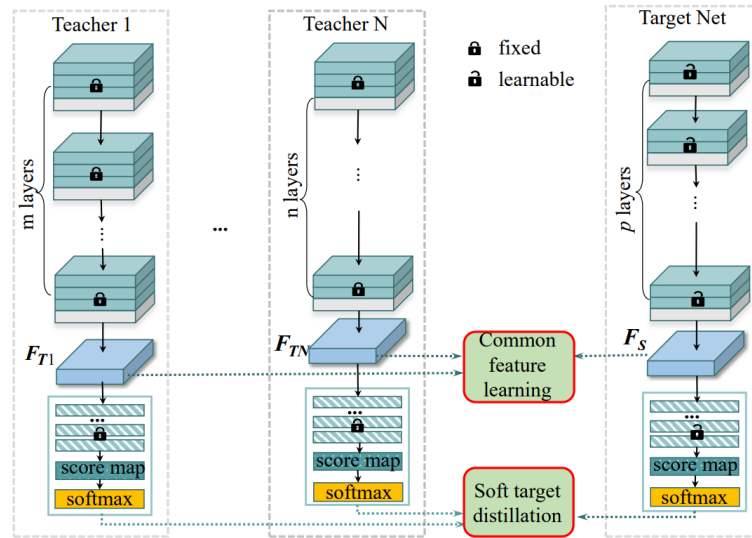 Teacher 1
Teacher N
Target Net
fixed
learnable
m layers
n layers
p layers
...
...
...
...
F_T1
F_TN
F_S
Common
feature
learning
...
...
...
score map
softmax
score map
softmax
score map
softmax
Soft target
distillation